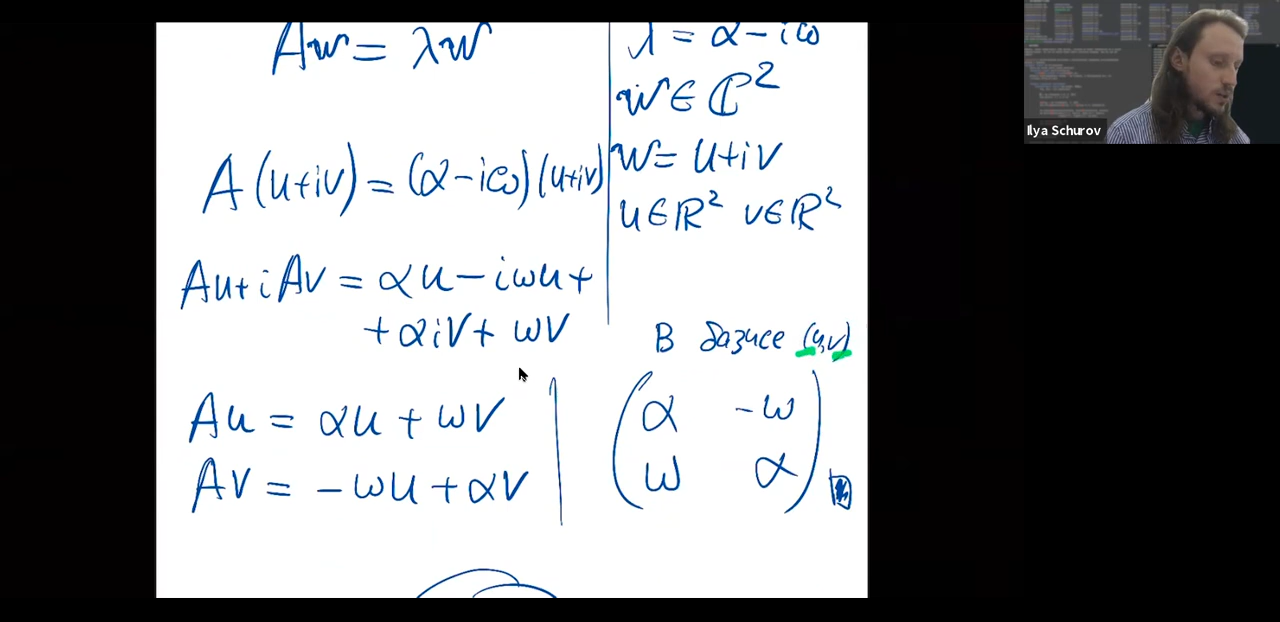 Aw = λw
A(u+iv) = (α-iω)(u+iv)
Au+iAv = αu - iωu +
+ αiv + ωv
Au = αu + ωv
Av = -ωu + αv
λ = α - iω
w ∈ ℂ²
w = u+iv
u ∈ ℝ² v ∈ ℝ²
В базисе (u,v)
α -ω
ω α
Ilya Schurov